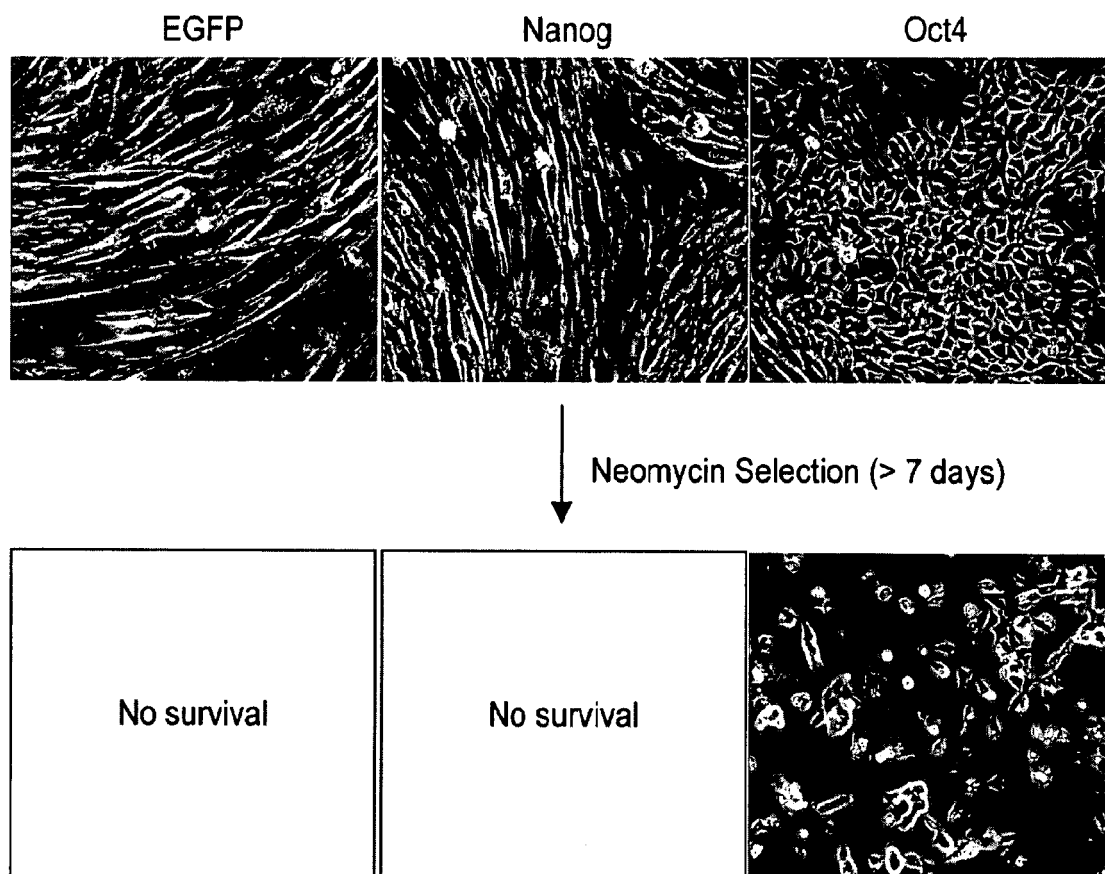 EGFP Nanog Oct4
Neomycin Selection (> 7 days)
No survival No survival